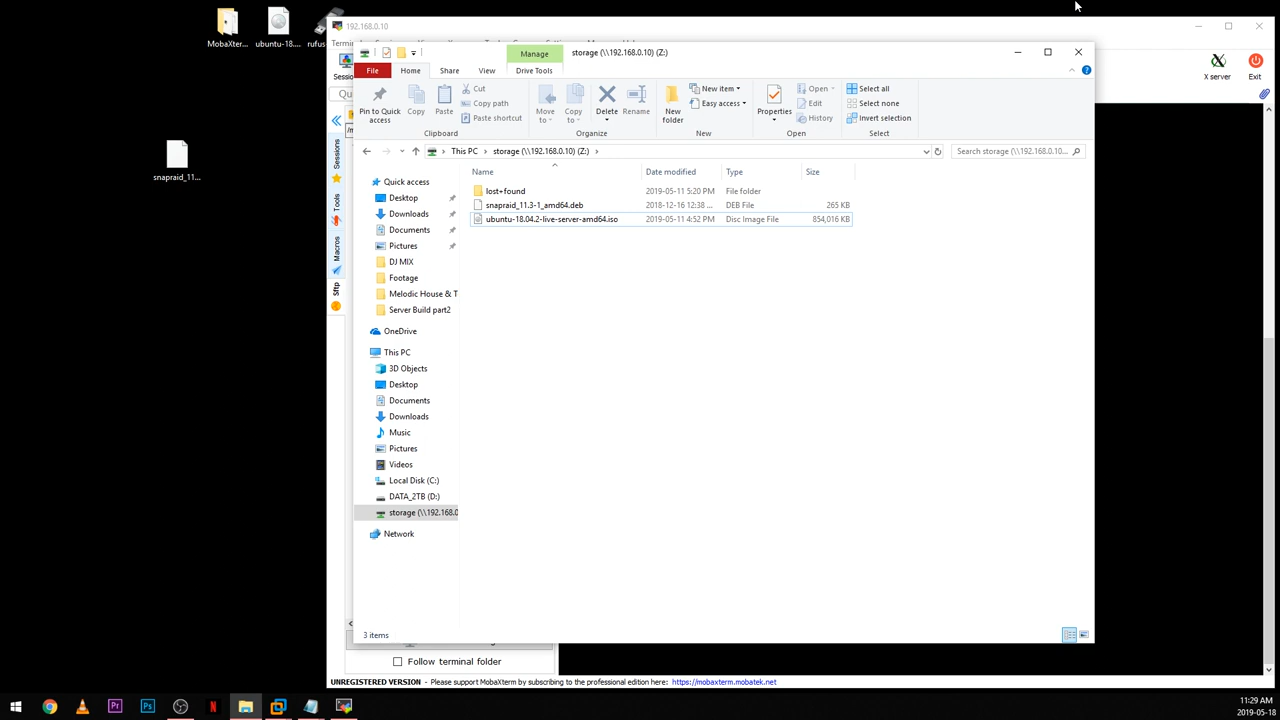 MobaXter...
ubuntu-18....
rufus
snapraid_11...
192.168.0.10
Sessi
X server
Exit
Qui
Sessions
Tools
Macros
Sftp
Manage
storage (\\192.168.0.10) (Z:)
File
Home
Share
View
Drive Tools
Pin to Quick access
Copy
Paste
Cut
Copy path
Paste shortcut
Clipboard
Move to
Copy to
Delete
Rename
Organize
New folder
New item
Easy access
New
Properties
Open
Edit
History
Open
Select all
Select none
Invert selection
Select
This PC
storage (\\192.168.0.10) (Z:)
Search storage (\\192.168.0.10...
Name
Date modified
Type
Size
lost+found 2019-05-11 5:20 PM File folder
snapraid_11.3-1_amd64.deb 2018-12-16 12:38 ... DEB File 265 KB
ubuntu-18.04.2-live-server-amd64.iso 2019-05-11 4:52 PM Disc Image File 854,016 KB
Quick access
Desktop
Downloads
Documents
Pictures
DJ MIX
Footage
Melodic House & T
Server Build part2
OneDrive
This PC
3D Objects
Desktop
Documents
Downloads
Music
Pictures
Videos
Local Disk (C:)
DATA_2TB (D:)
storage (\\192.168.0
Network
3 items
Follow terminal folder
UNREGISTERED VERSION - Please support MobaXterm by subscribing to the professional edition here: https://mobaxterm.mobatek.net
Pr
Ps
N
11:29 AM
2019-05-18